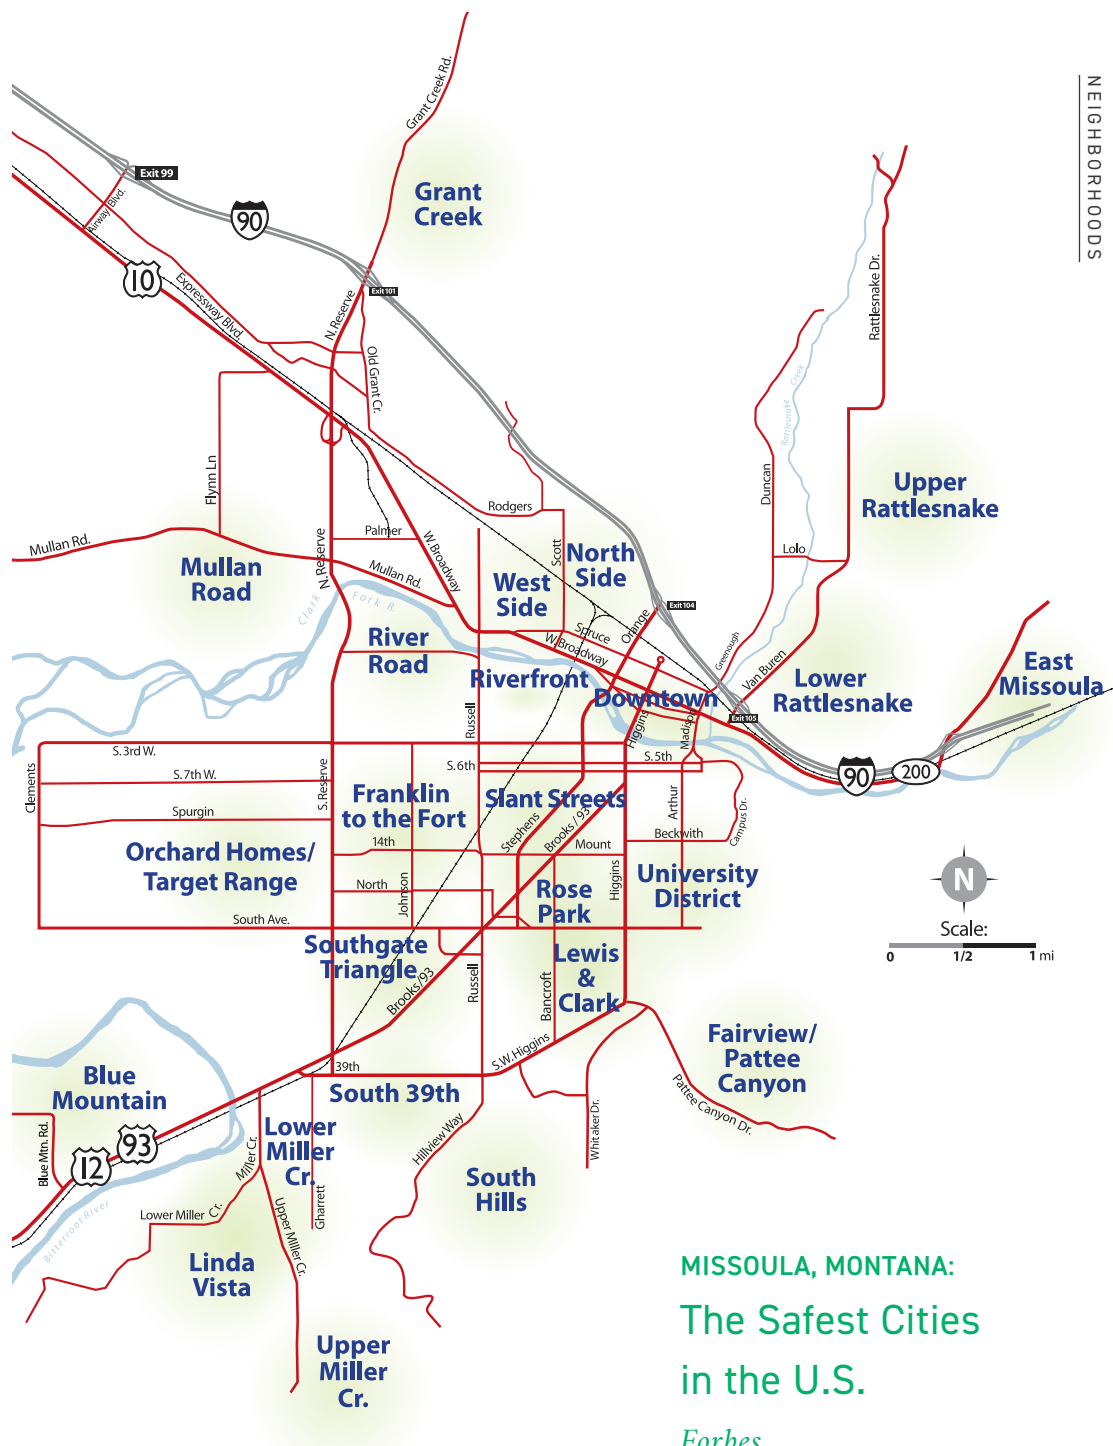 NEIGHBORHOODS
Grant Creek Rd.
Exit 99
Airway Blvd.
90
Grant
Creek
10
Expressway Blvd.
Exit 101
N. Reserve
Old Grant Cr.
Rattlesnake Dr.
Rattlesnake
Creek
Flynn Ln
Duncan
Upper
Rattlesnake
Rodgers
Mullan Rd.
Palmer
W. Broadway
Scott
North
Side
Lolo
N. Reserve
Mullan
Road
Mullan Rd.
West
Side
Clark
Fork R.
Exit 104
River
Road
Spruce
Orange
W. Broadway
Greenough
Van Buren
East
Missoula
Riverfront
Downtown
Lower
Rattlesnake
Russell
Higgins
Madison
Exit 105
S. 3rd W.
S. 5th
S. 6th
S. 7th W.
Clements
S. Reserve
90
200
Franklin
to the Fort
Slant Streets
Spurgin
Arthur
Campus Dr.
Stephens
Brooks / 93
Beckwith
14th
Mount
Orchard Homes/
Target Range
North
Johnson
Rose
Park
Higgins
University
District
N
South Ave.
Scale:
0
1/2
1 mi
Southgate
Triangle
Brooks/93
Russell
Bancroft
Lewis
&
Clark
S.W. Higgins
Fairview/
Pattee
Canyon
39th
South 39th
Pattee Canyon Dr.
Whitaker Dr.
Blue
Mountain
Blue Mtn. Rd.
93
12
Lower
Miller
Cr.
Miller Cr.
Hillview Way
South
Hills
Gharrett
Upper Miller Cr.
Lower Miller
Cr.
Bitterroot River
Linda
Vista
Upper
Miller
Cr.
MISSOULA, MONTANA:
The Safest Cities
in the U.S.
Forbes